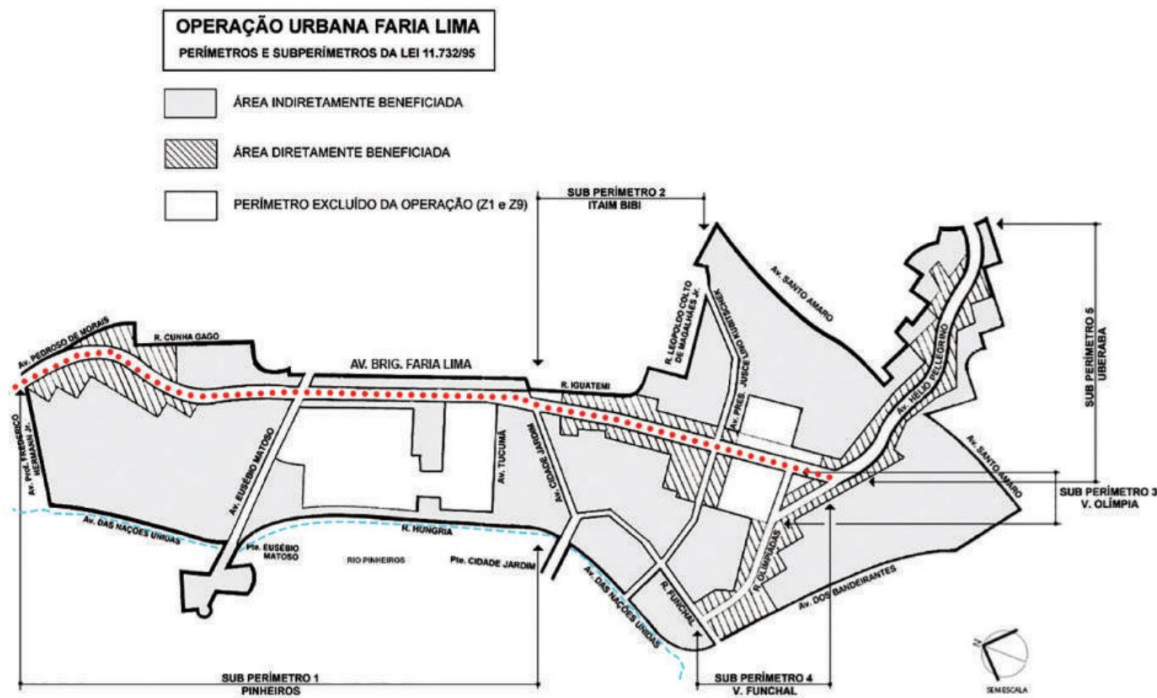 OPERAÇÃO URBANA FARIA LIMA
PERÍMETROS E SUBPERÍMETROS DA LEI 11.732/95
ÁREA INDIRETAMENTE BENEFICIADA
ÁREA DIRETAMENTE BENEFICIADA
PERÍMETRO EXCLUÍDO DA OPERAÇÃO (Z1 e Z9)
SUB PERÍMETRO 2
ITAIM BIBI
Av. SANTO AMARO
R. LEOPOLDO COLTO
DE MAGALHÃES Jr.
Av. PRES. JUSCELINO KUBITSCHEK
Av. PEDROSO DE MORAIS
R. CUNHA GAGO
AV. BRIG. FARIA LIMA
R. IGUATEMI
Av. HÉLIO PELLEGRINO
SUB PERÍMETRO 5
UBERABA
Av. Prof. FREDERICO
HERMANN Jr.
Av. EUSÉBIO MATOSO
Av. TUCUMÃ
Av. CIDADE JARDIM
Av. SANTO AMARO
SUB PERÍMETRO 3
V. OLÍMPIA
Av. DAS NAÇÕES UNIDAS
Pte. EUSÉBIO
MATOSO
R. HUNGRIA
RIO PINHEIROS
Pte. CIDADE JARDIM
Av. DAS NAÇÕES UNIDAS
R. FUNCHAL
R. OLIMPÍADAS
Av. DOS BANDEIRANTES
SUB PERÍMETRO 1
PINHEIROS
SUB PERÍMETRO 4
V. FUNCHAL
N
SEM ESCALA